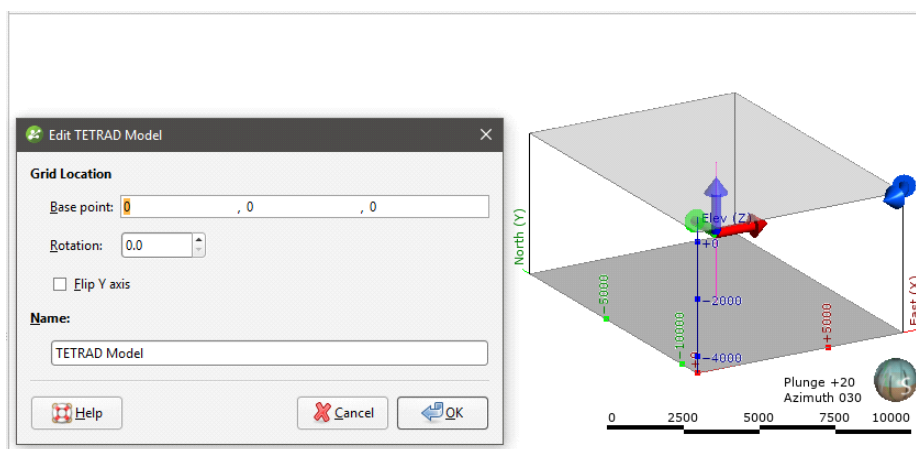 Edit TETRAD Model
Grid Location
Base point: 0 , 0 , 0
Rotation: 0.0
Flip Y axis
Name:
TETRAD Model
Help
Cancel
OK
North (Y)
Elev (Z)
+0
-2000
-4000
-5000
-10000
+5000
East (X)
S
Plunge +20
Azimuth 030
0 2500 5000 7500 10000